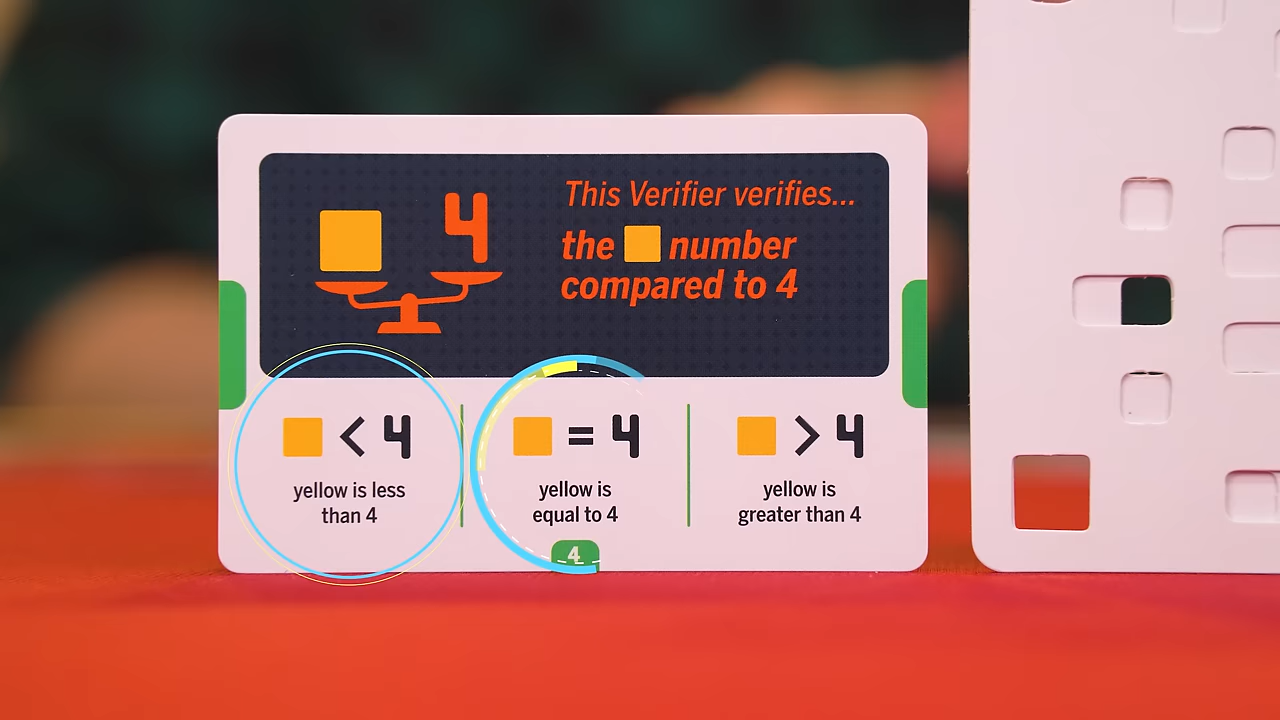 4
This Verifier verifies...
the number
compared to 4
< 4
yellow is less
than 4
= 4
yellow is
equal to 4
> 4
yellow is
greater than 4
4